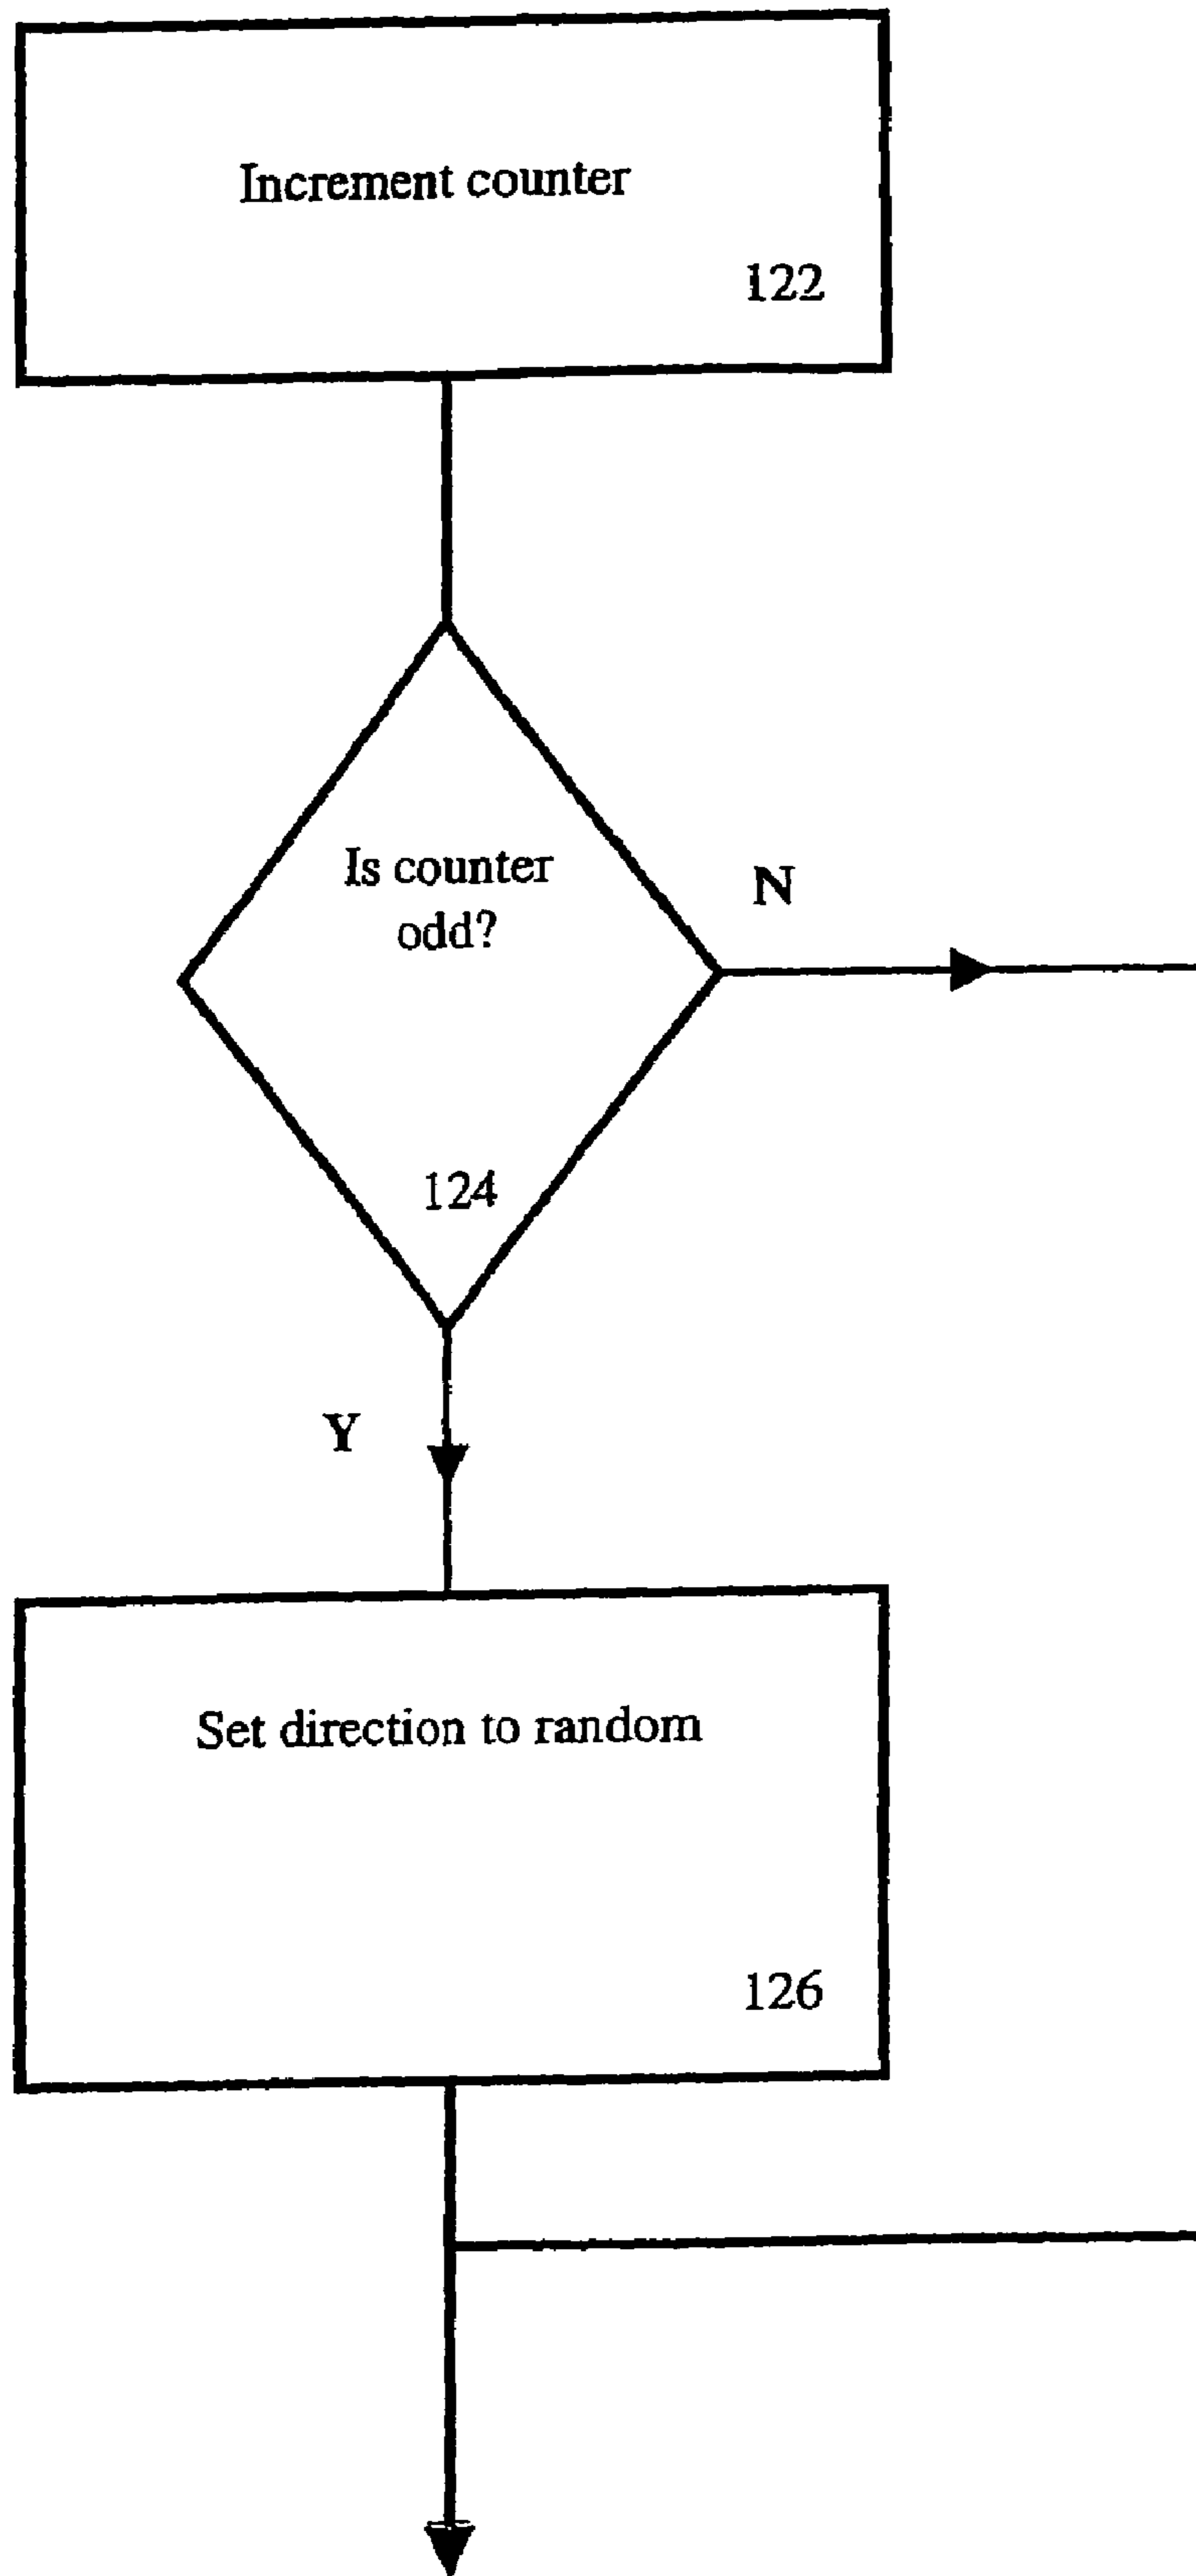 Increment counter
122
Is counter
odd?
N
124
Y
Set direction to random
126